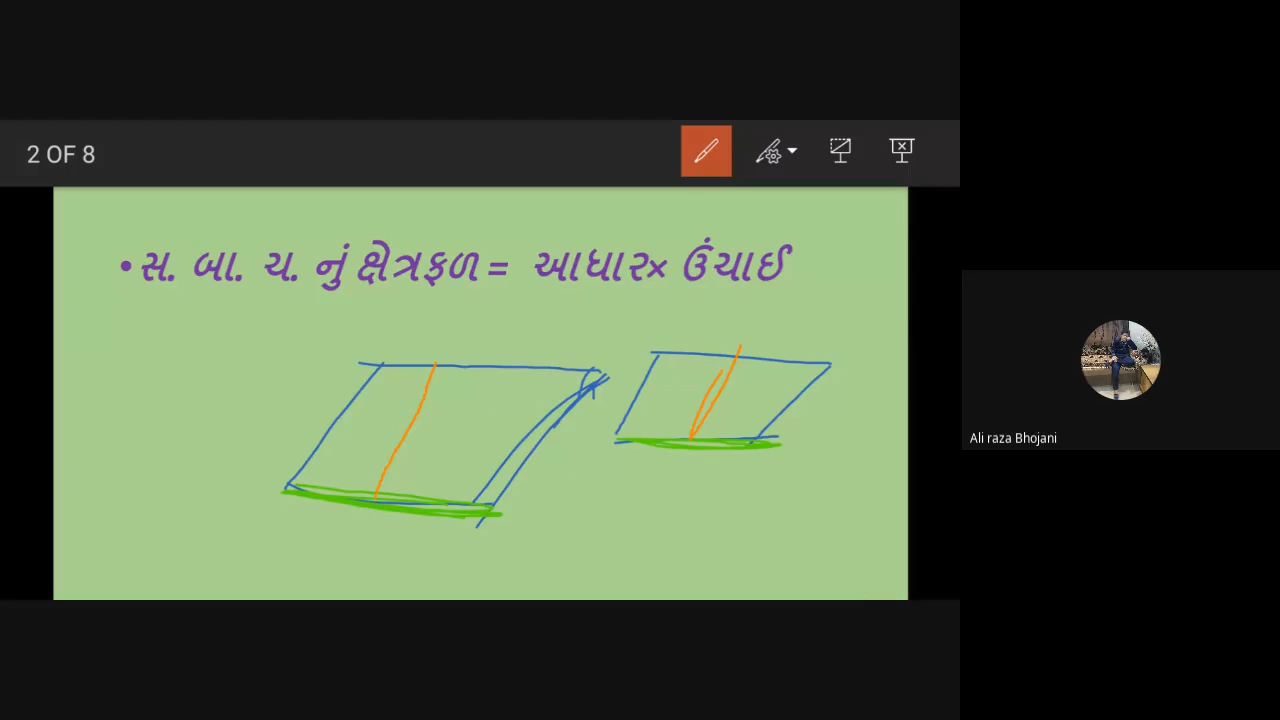 2 OF 8
• સ. બા. ચ. નું ક્ષેત્રફળ = આધાર× ઉંચાઈ
Ali raza Bhojani